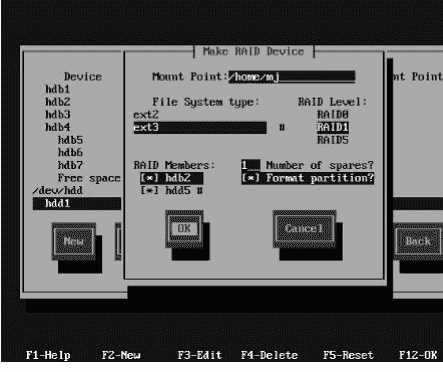 Make RAID Device
Device
Mount Point:/home/mj
nt Point
hdb1
hdb2
hdb3
hdb4
hdb5
hdb6
hdb7
Free space
/dev/hdd
hdd1
File System type:
RAID Level:
ext2
ext3
#
RAID0
RAID1
RAID5
RAID Members:
1 Number of spares?
[*] hdb2
[*] Format partition?
[*] hdd5 #
New
OK
Cancel
Back
F1-Help F2-New F3-Edit F4-Delete F5-Reset F12-OK